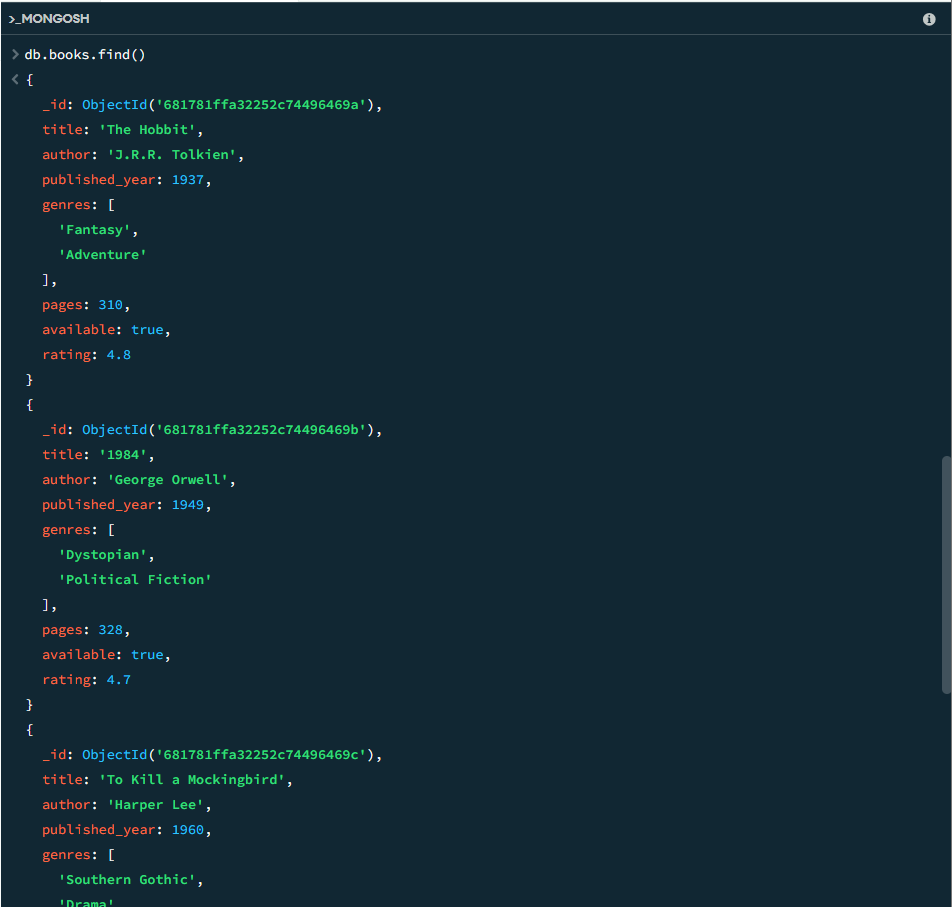 >_MONGOSH
> db.books.find()
< {
_id: ObjectId('681781ffa32252c74496469a'),
title: 'The Hobbit',
author: 'J.R.R. Tolkien',
published_year: 1937,
genres: [
'Fantasy',
'Adventure'
],
pages: 310,
available: true,
rating: 4.8
}
{
_id: ObjectId('681781ffa32252c74496469b'),
title: '1984',
author: 'George Orwell',
published_year: 1949,
genres: [
'Dystopian',
'Political Fiction'
],
pages: 328,
available: true,
rating: 4.7
}
{
_id: ObjectId('681781ffa32252c74496469c'),
title: 'To Kill a Mockingbird',
author: 'Harper Lee',
published_year: 1960,
genres: [
'Southern Gothic',
'Drama'